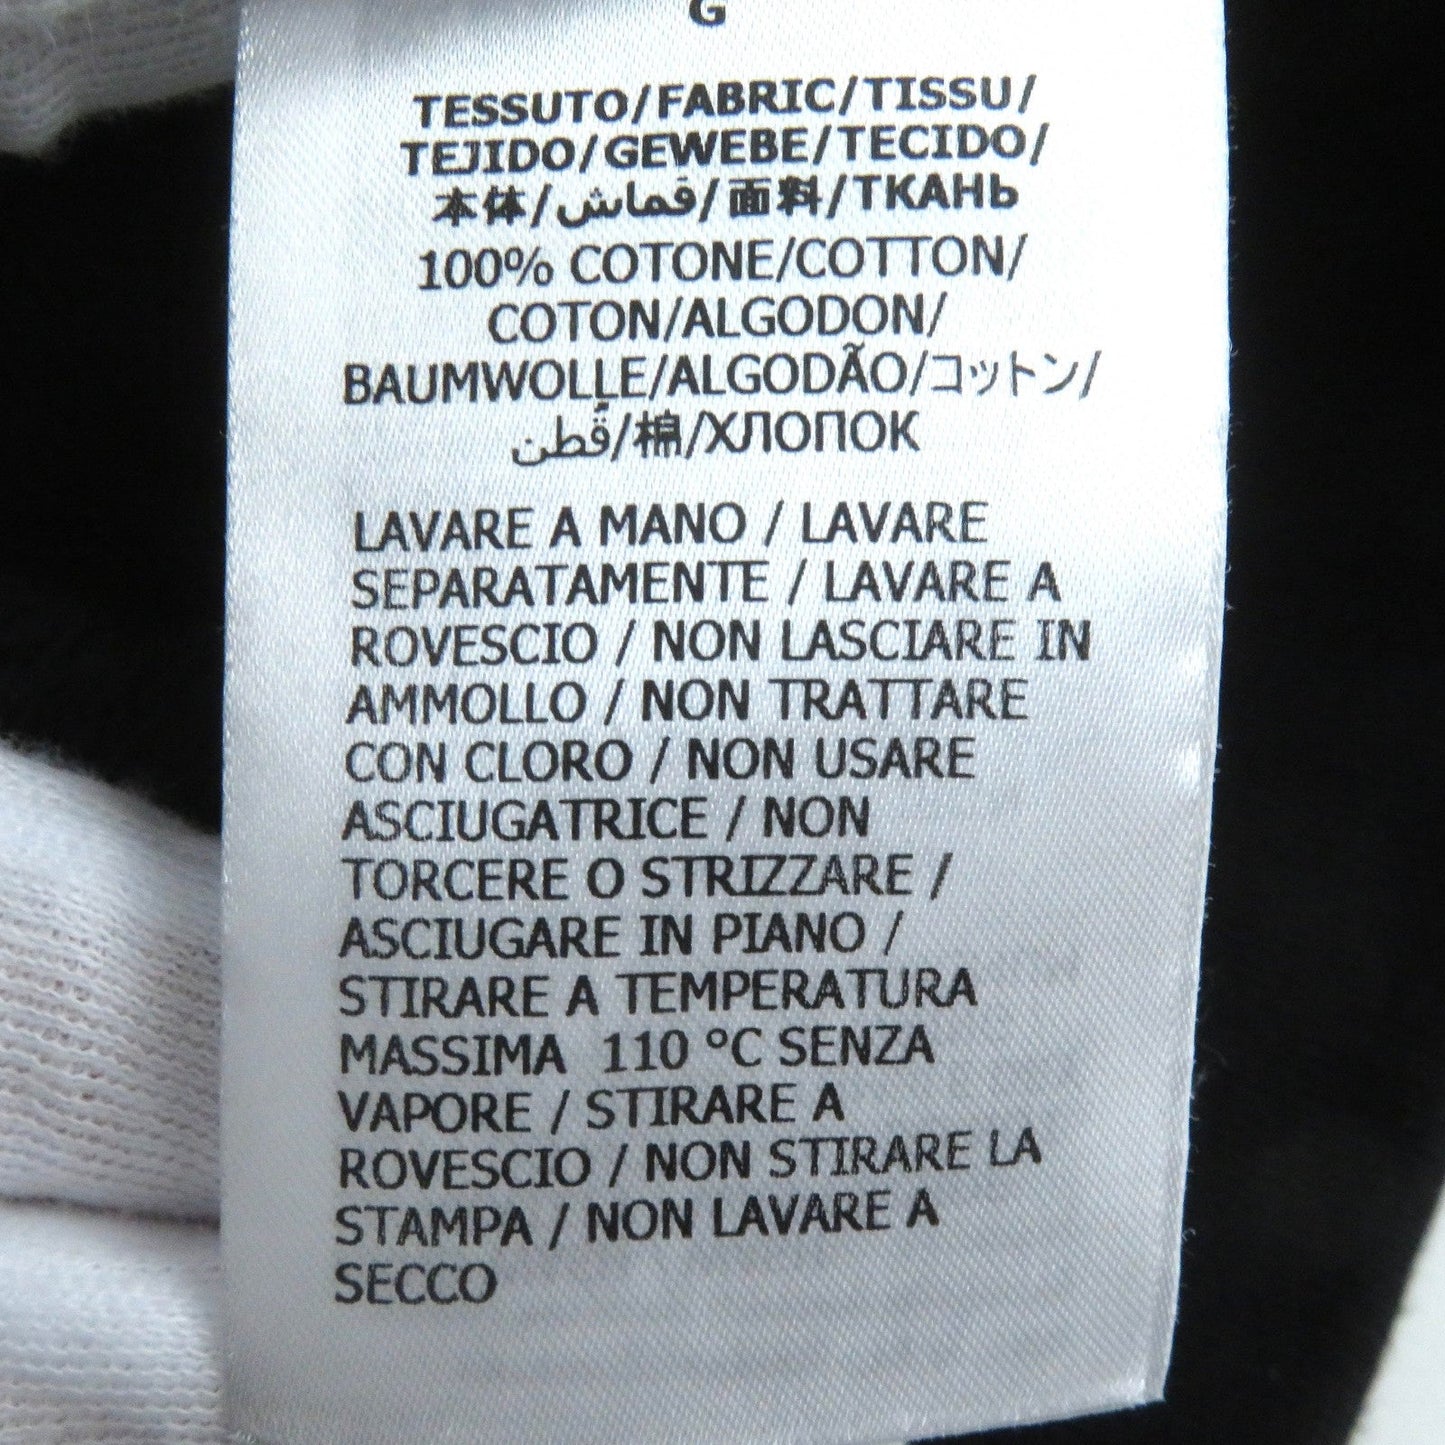 G
TESSUTO/FABRIC/TISSU/
TEJIDO/GEWEBE/TECIDO/
本体/قماش/面料/ТКАНЬ
100% COTONE/COTTON/
COTON/ALGODON/
BAUMWOLLE/ALGODÃO/コットン/
قُطن/棉/ХЛОПОК
LAVARE A MANO / LAVARE
SEPARATAMENTE / LAVARE A
ROVESCIO / NON LASCIARE IN
AMMOLLO / NON TRATTARE
CON CLORO / NON USARE
ASCIUGATRICE / NON
TORCERE O STRIZZARE /
ASCIUGARE IN PIANO /
STIRARE A TEMPERATURA
MASSIMA 110 °C SENZA
VAPORE / STIRARE A
ROVESCIO / NON STIRARE LA
STAMPA / NON LAVARE A
SECCO